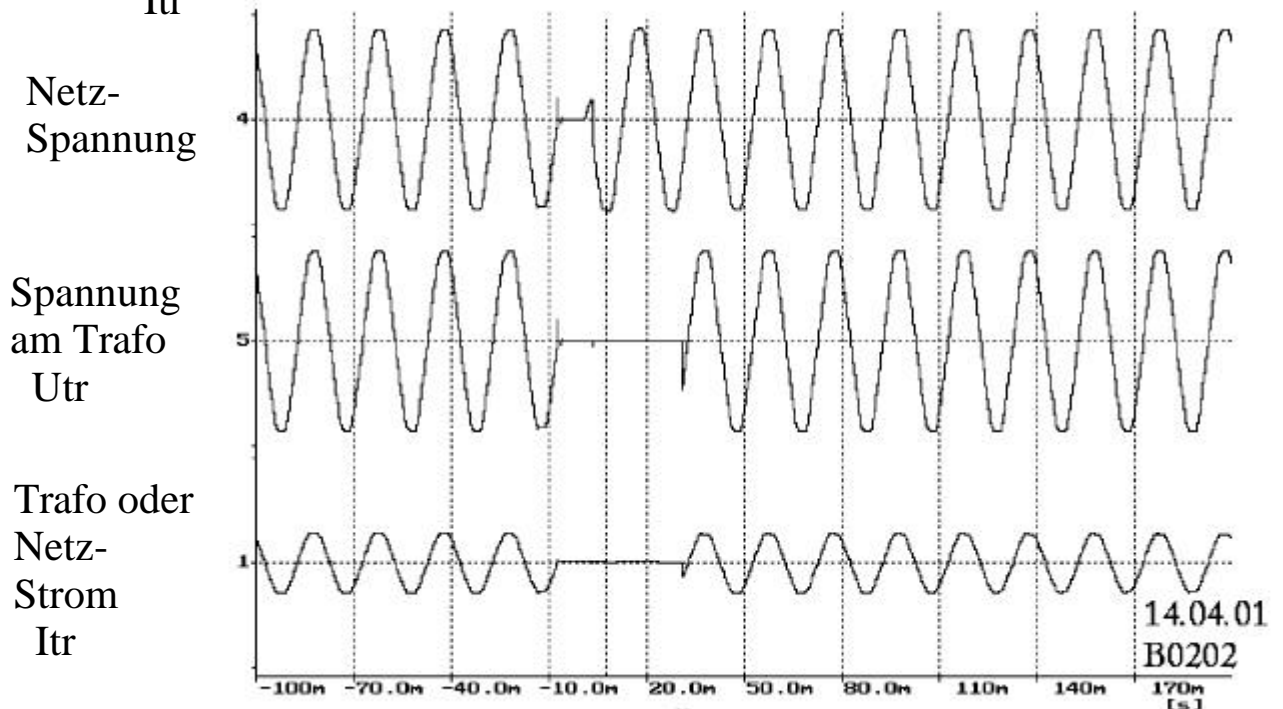 Itr
Netz-
Spannung
4
Spannung
am Trafo
Utr
5
Trafo oder
Netz-
Strom
Itr
1
14.04.01
B0202
-100m -70.0m -40.0m -10.0m 20.0m 50.0m 80.0m 110m 140m 170m
[s]